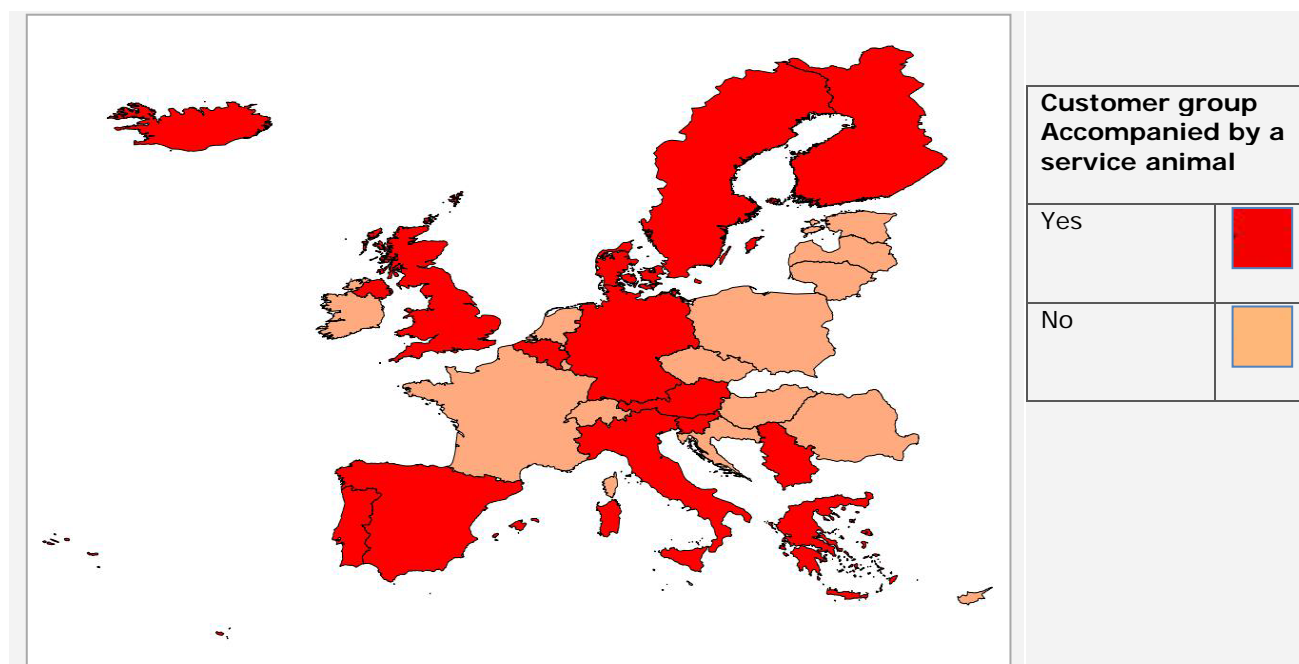 Customer group
Accompanied by a
service animal
Yes
No